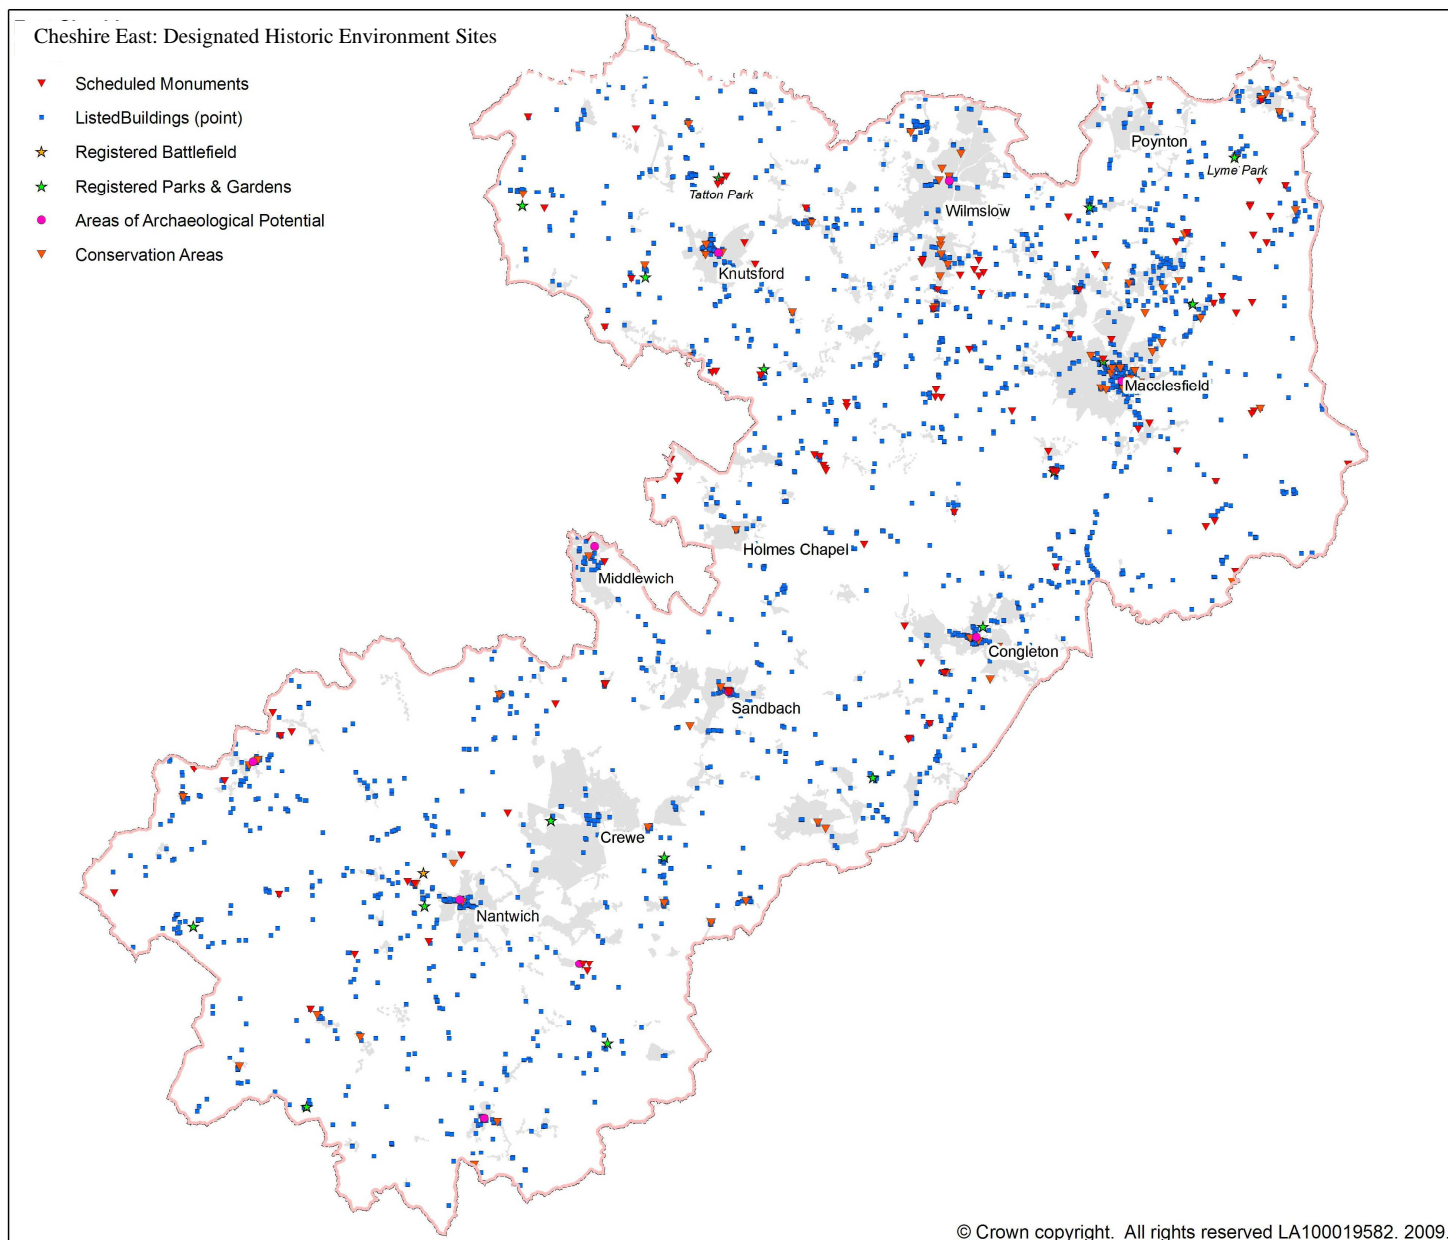 Cheshire East: Designated Historic Environment Sites
Scheduled Monuments
ListedBuildings (point)
Registered Battlefield
Registered Parks & Gardens
Areas of Archaeological Potential
Conservation Areas
Poynton
Lyme Park
Tatton Park
Wilmslow
Knutsford
Macclesfield
Holmes Chapel
Middlewich
Congleton
Sandbach
Crewe
Nantwich
© Crown copyright. All rights reserved LA100019582. 2009.